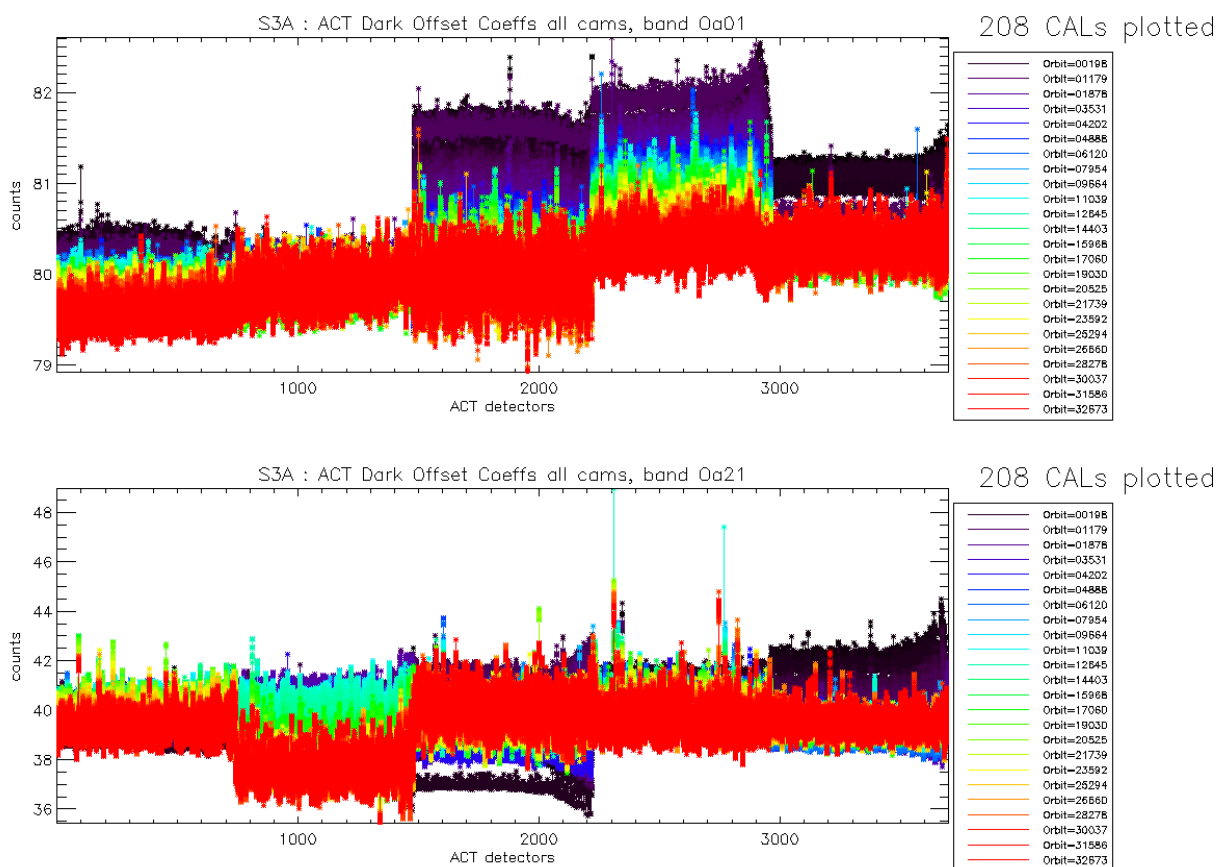 S3A : ACT Dark Offset Coeffs all cams, band Oa01
208 CALs plotted
82
81
80
79
counts
1000
2000
3000
ACT detectors
Orbit=00198
Orbit=01179
Orbit=01878
Orbit=03531
Orbit=04202
Orbit=04888
Orbit=06120
Orbit=07954
Orbit=09664
Orbit=11039
Orbit=12645
Orbit=14403
Orbit=15968
Orbit=17060
Orbit=19030
Orbit=20525
Orbit=21739
Orbit=23592
Orbit=25294
Orbit=26660
Orbit=28278
Orbit=30037
Orbit=31586
Orbit=32673
S3A : ACT Dark Offset Coeffs all cams, band Oa21
208 CALs plotted
48
46
44
42
40
38
36
counts
1000
2000
3000
ACT detectors
Orbit=00198
Orbit=01179
Orbit=01878
Orbit=03531
Orbit=04202
Orbit=04888
Orbit=06120
Orbit=07954
Orbit=09664
Orbit=11039
Orbit=12645
Orbit=14403
Orbit=15968
Orbit=17060
Orbit=19030
Orbit=20525
Orbit=21739
Orbit=23592
Orbit=25294
Orbit=26660
Orbit=28278
Orbit=30037
Orbit=31586
Orbit=32673